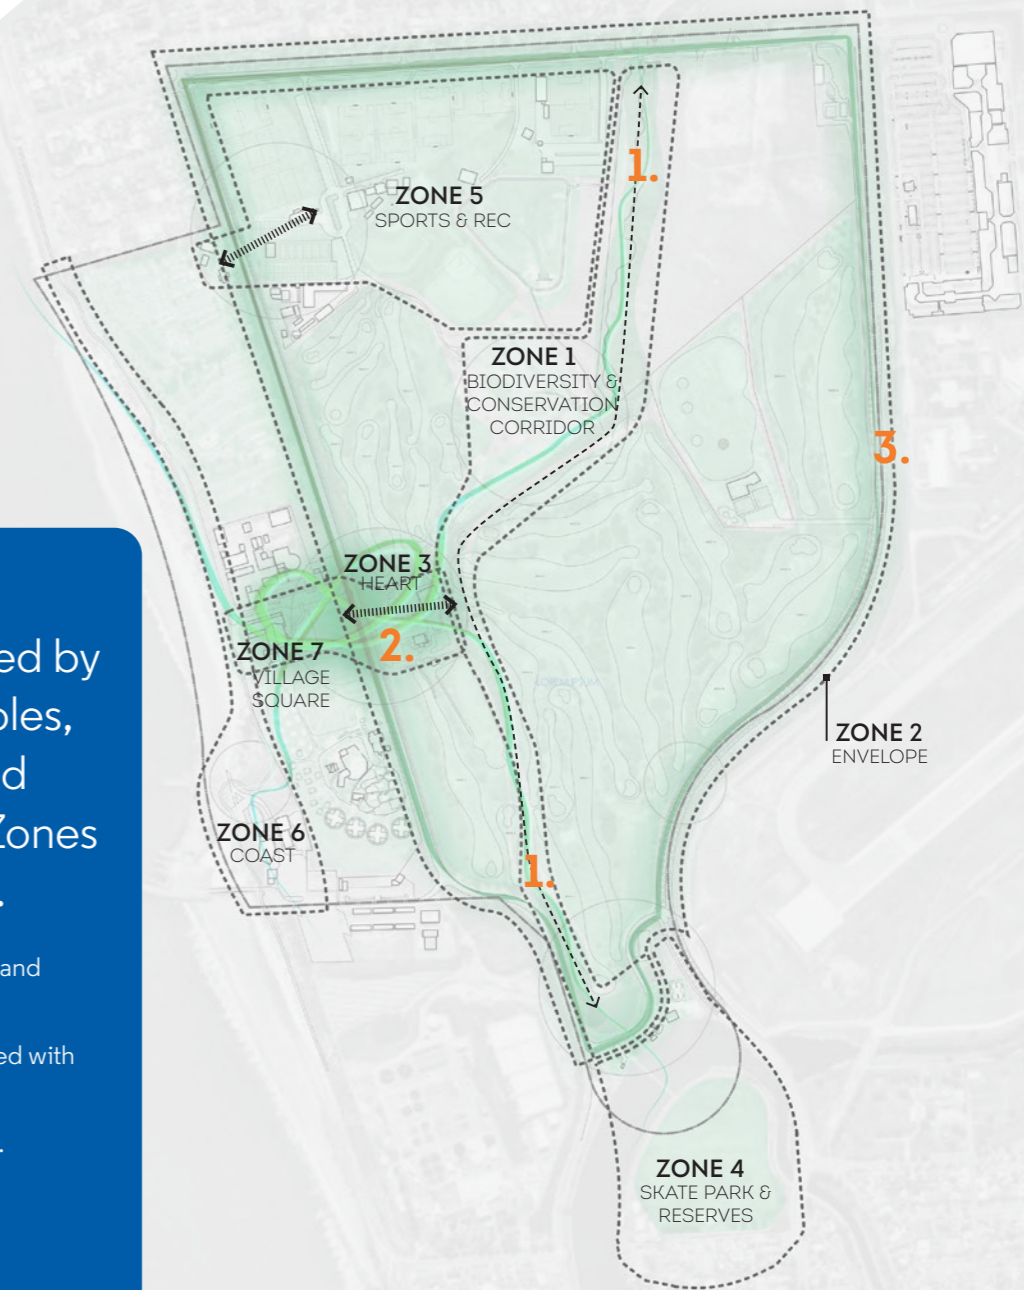 1.
ZONE 5
SPORTS & REC
ZONE 1
BIODIVERSITY &
CONSERVATION
CORRIDOR
3.
ZONE 3
HEART
2.
ZONE 7
VILLAGE
SQUARE
ZONE 2
ENVELOPE
ZONE 6
COAST
1.
ZONE 4
SKATE PARK &
RESERVES
ed by
ples,
d
Zones
.
and
ed with
.